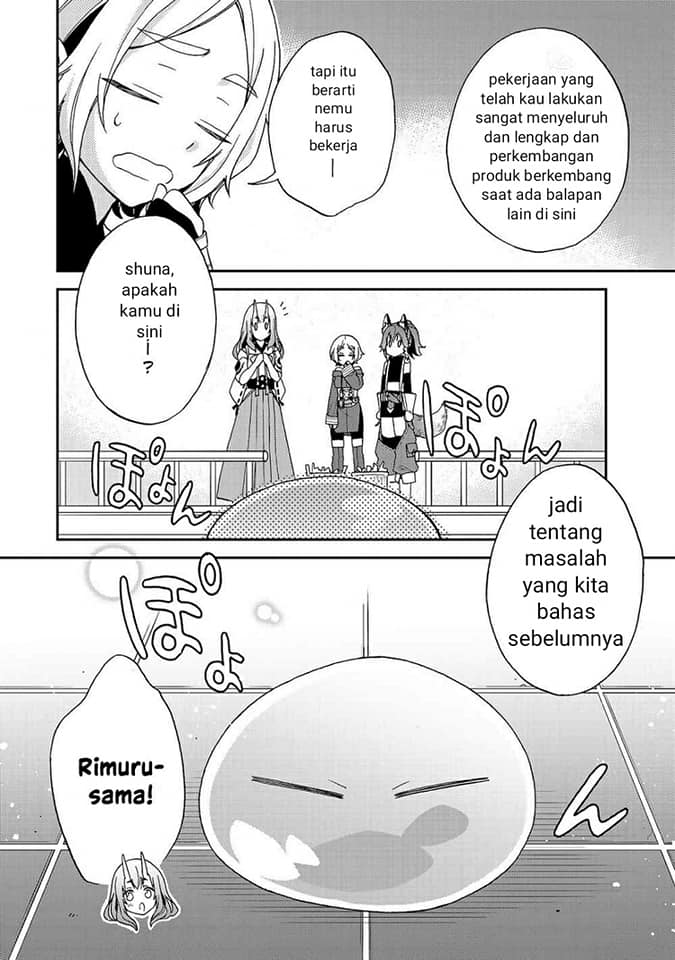 pekerjaan yang
telah kau lakukan
sangat menyeluruh
dan lengkap dan
perkembangan
produk berkembang
saat ada balapan
lain di sini
tapi itu
berarti
nemu
harus
bekerja
|
shuna,
apakah
kamu di
sini
|
?
ぽよん
ぽよん
jadi
tentang
masalah
yang kita
bahas
sebelumnya
ぽよん
Rimuru-
sama!